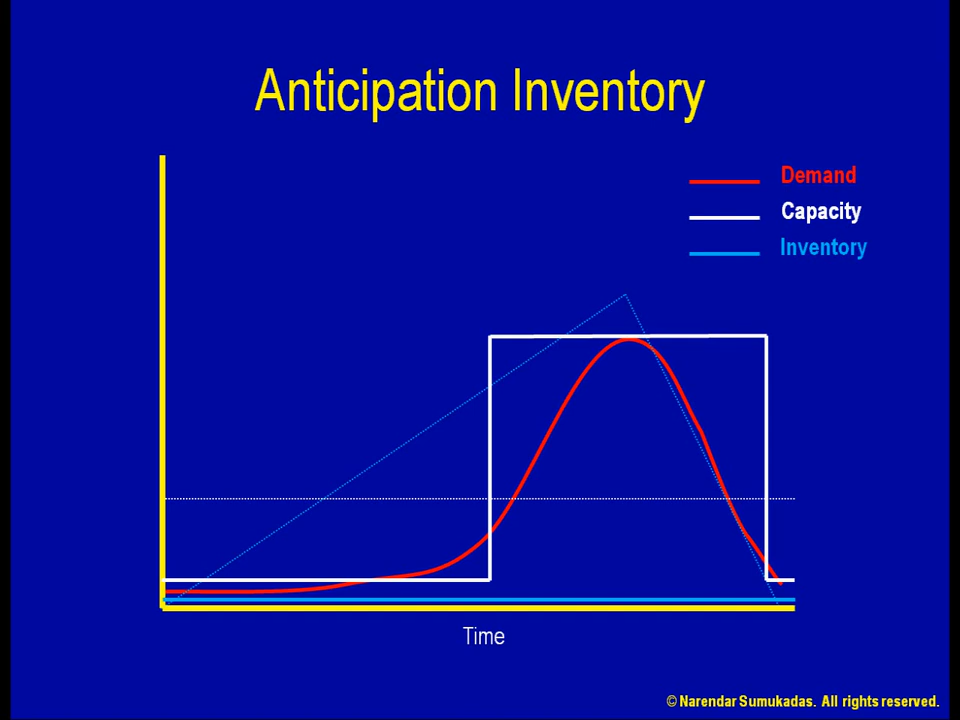 Anticipation Inventory
Demand
Capacity
Inventory
Time
© Narendar Sumukadas. All rights reserved.